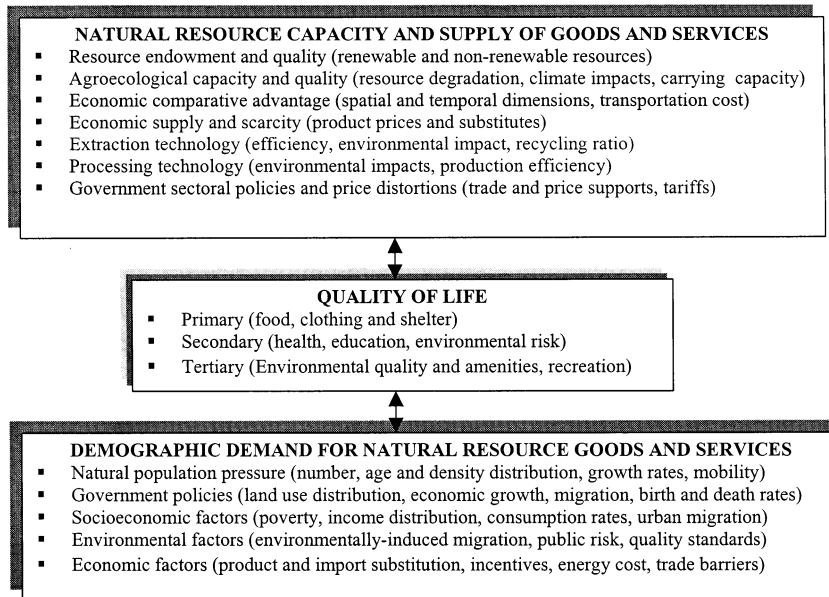 NATURAL RESOURCE CAPACITY AND SUPPLY OF GOODS AND SERVICES
▪ Resource endowment and quality (renewable and non-renewable resources)
▪ Agroecological capacity and quality (resource degradation, climate impacts, carrying capacity)
▪ Economic comparative advantage (spatial and temporal dimensions, transportation cost)
▪ Economic supply and scarcity (product prices and substitutes)
▪ Extraction technology (efficiency, environmental impact, recycling ratio)
▪ Processing technology (environmental impacts, production efficiency)
▪ Government sectoral policies and price distortions (trade and price supports, tariffs)
QUALITY OF LIFE
▪ Primary (food, clothing and shelter)
▪ Secondary (health, education, environmental risk)
▪ Tertiary (Environmental quality and amenities, recreation)
DEMOGRAPHIC DEMAND FOR NATURAL RESOURCE GOODS AND SERVICES
▪ Natural population pressure (number, age and density distribution, growth rates, mobility)
▪ Government policies (land use distribution, economic growth, migration, birth and death rates)
▪ Socioeconomic factors (poverty, income distribution, consumption rates, urban migration)
▪ Environmental factors (environmentally-induced migration, public risk, quality standards)
▪ Economic factors (product and import substitution, incentives, energy cost, trade barriers)